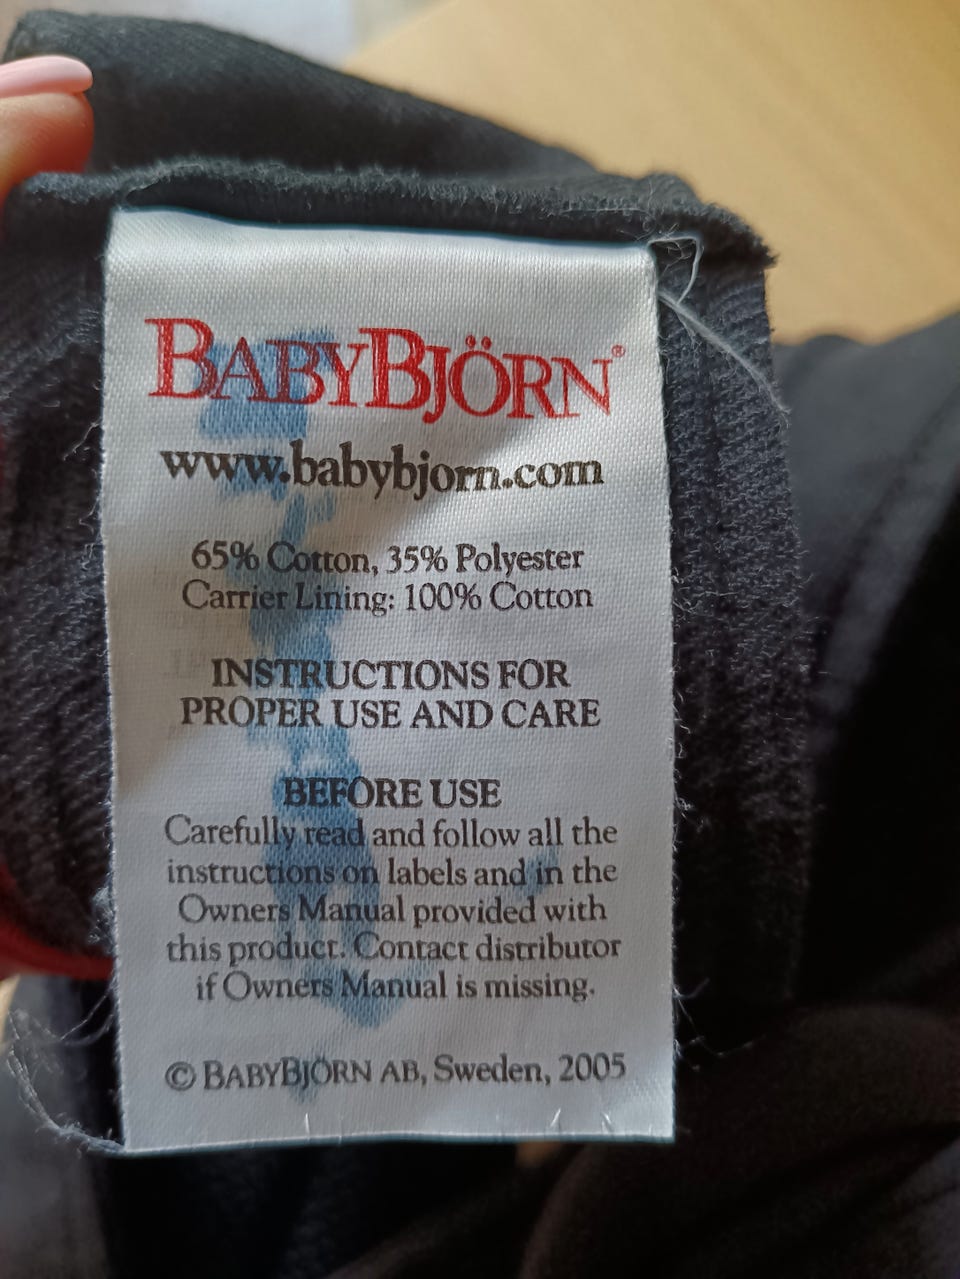 BABYBJÖRN®
www.babybjorn.com
65% Cotton, 35% Polyester
Carrier Lining: 100% Cotton
INSTRUCTIONS FOR
PROPER USE AND CARE
BEFORE USE
Carefully read and follow all the
instructions on labels and in the
Owners Manual provided with
this product. Contact distributor
if Owners Manual is missing.
© BABYBJÖRN AB, Sweden, 2005